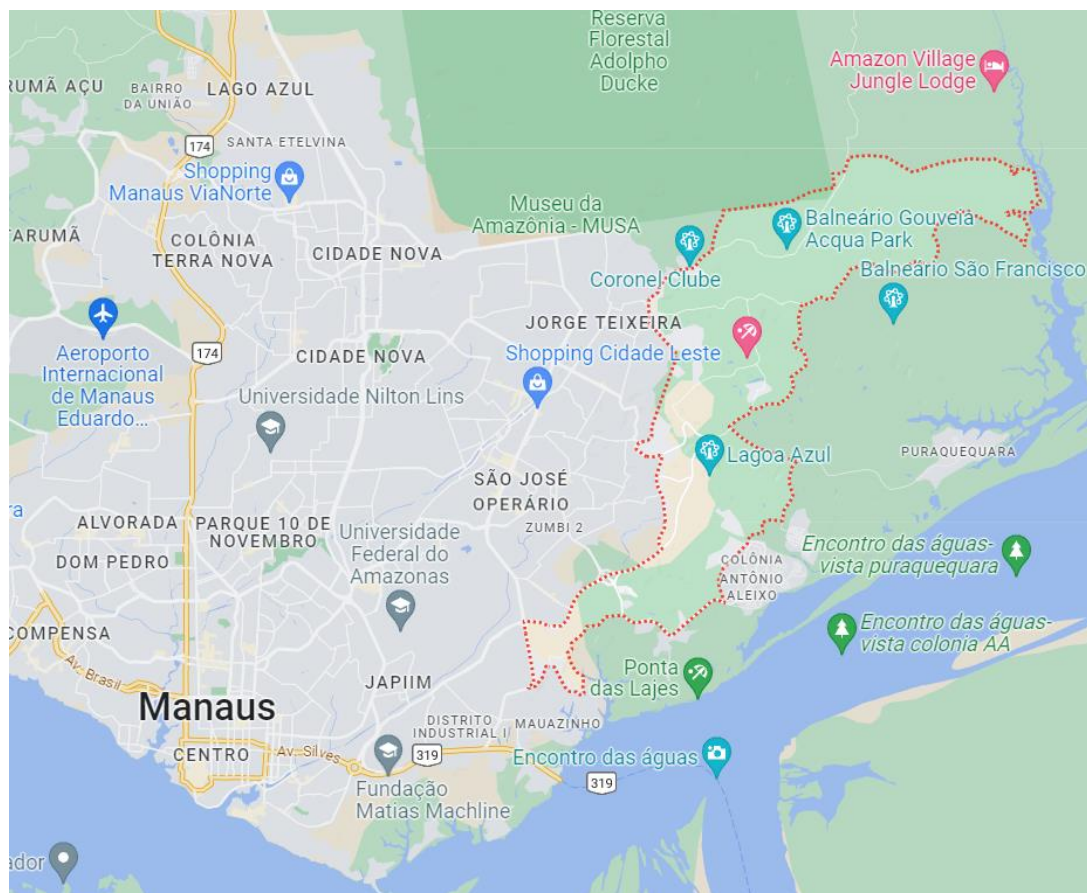 Reserva
Florestal
Adolpho
Ducke
Amazon Village
Jungle Lodge
RUMÃ AÇU
BAIRRO
DA UNIÃO
LAGO AZUL
174
SANTA ETELVINA
Shopping
Manaus ViaNorte
Museu da
Amazônia - MUSA
Balneário Gouveia
Acqua Park
TARUMÃ
COLÔNIA
TERRA NOVA
CIDADE NOVA
Coronel Clube
Balneário São Francisco
JORGE TEIXEIRA
Aeroporto
Internacional
de Manaus
Eduardo...
174
CIDADE NOVA
Shopping Cidade Leste
Universidade Nilton Lins
Lagoa Azul
PURAQUEQUARA
SÃO JOSÉ
OPERÁRIO
ra
ALVORADA
PARQUE 10 DE
NOVEMBRO
ZUMBI 2
Universidade
Federal do
Amazonas
DOM PEDRO
COLÔNIA
ANTÔNIO
ALEIXO
Encontro das águas-
vista puraquequara
COMPENSA
Encontro das águas-
vista colonia AA
Av. Brasil
JAPIIM
Ponta
das Lajes
Manaus
DISTRITO
INDUSTRIAL I
MAUAZINHO
CENTRO
Av. Silves
319
Encontro das águas
319
Fundação
Matias Machline
ador